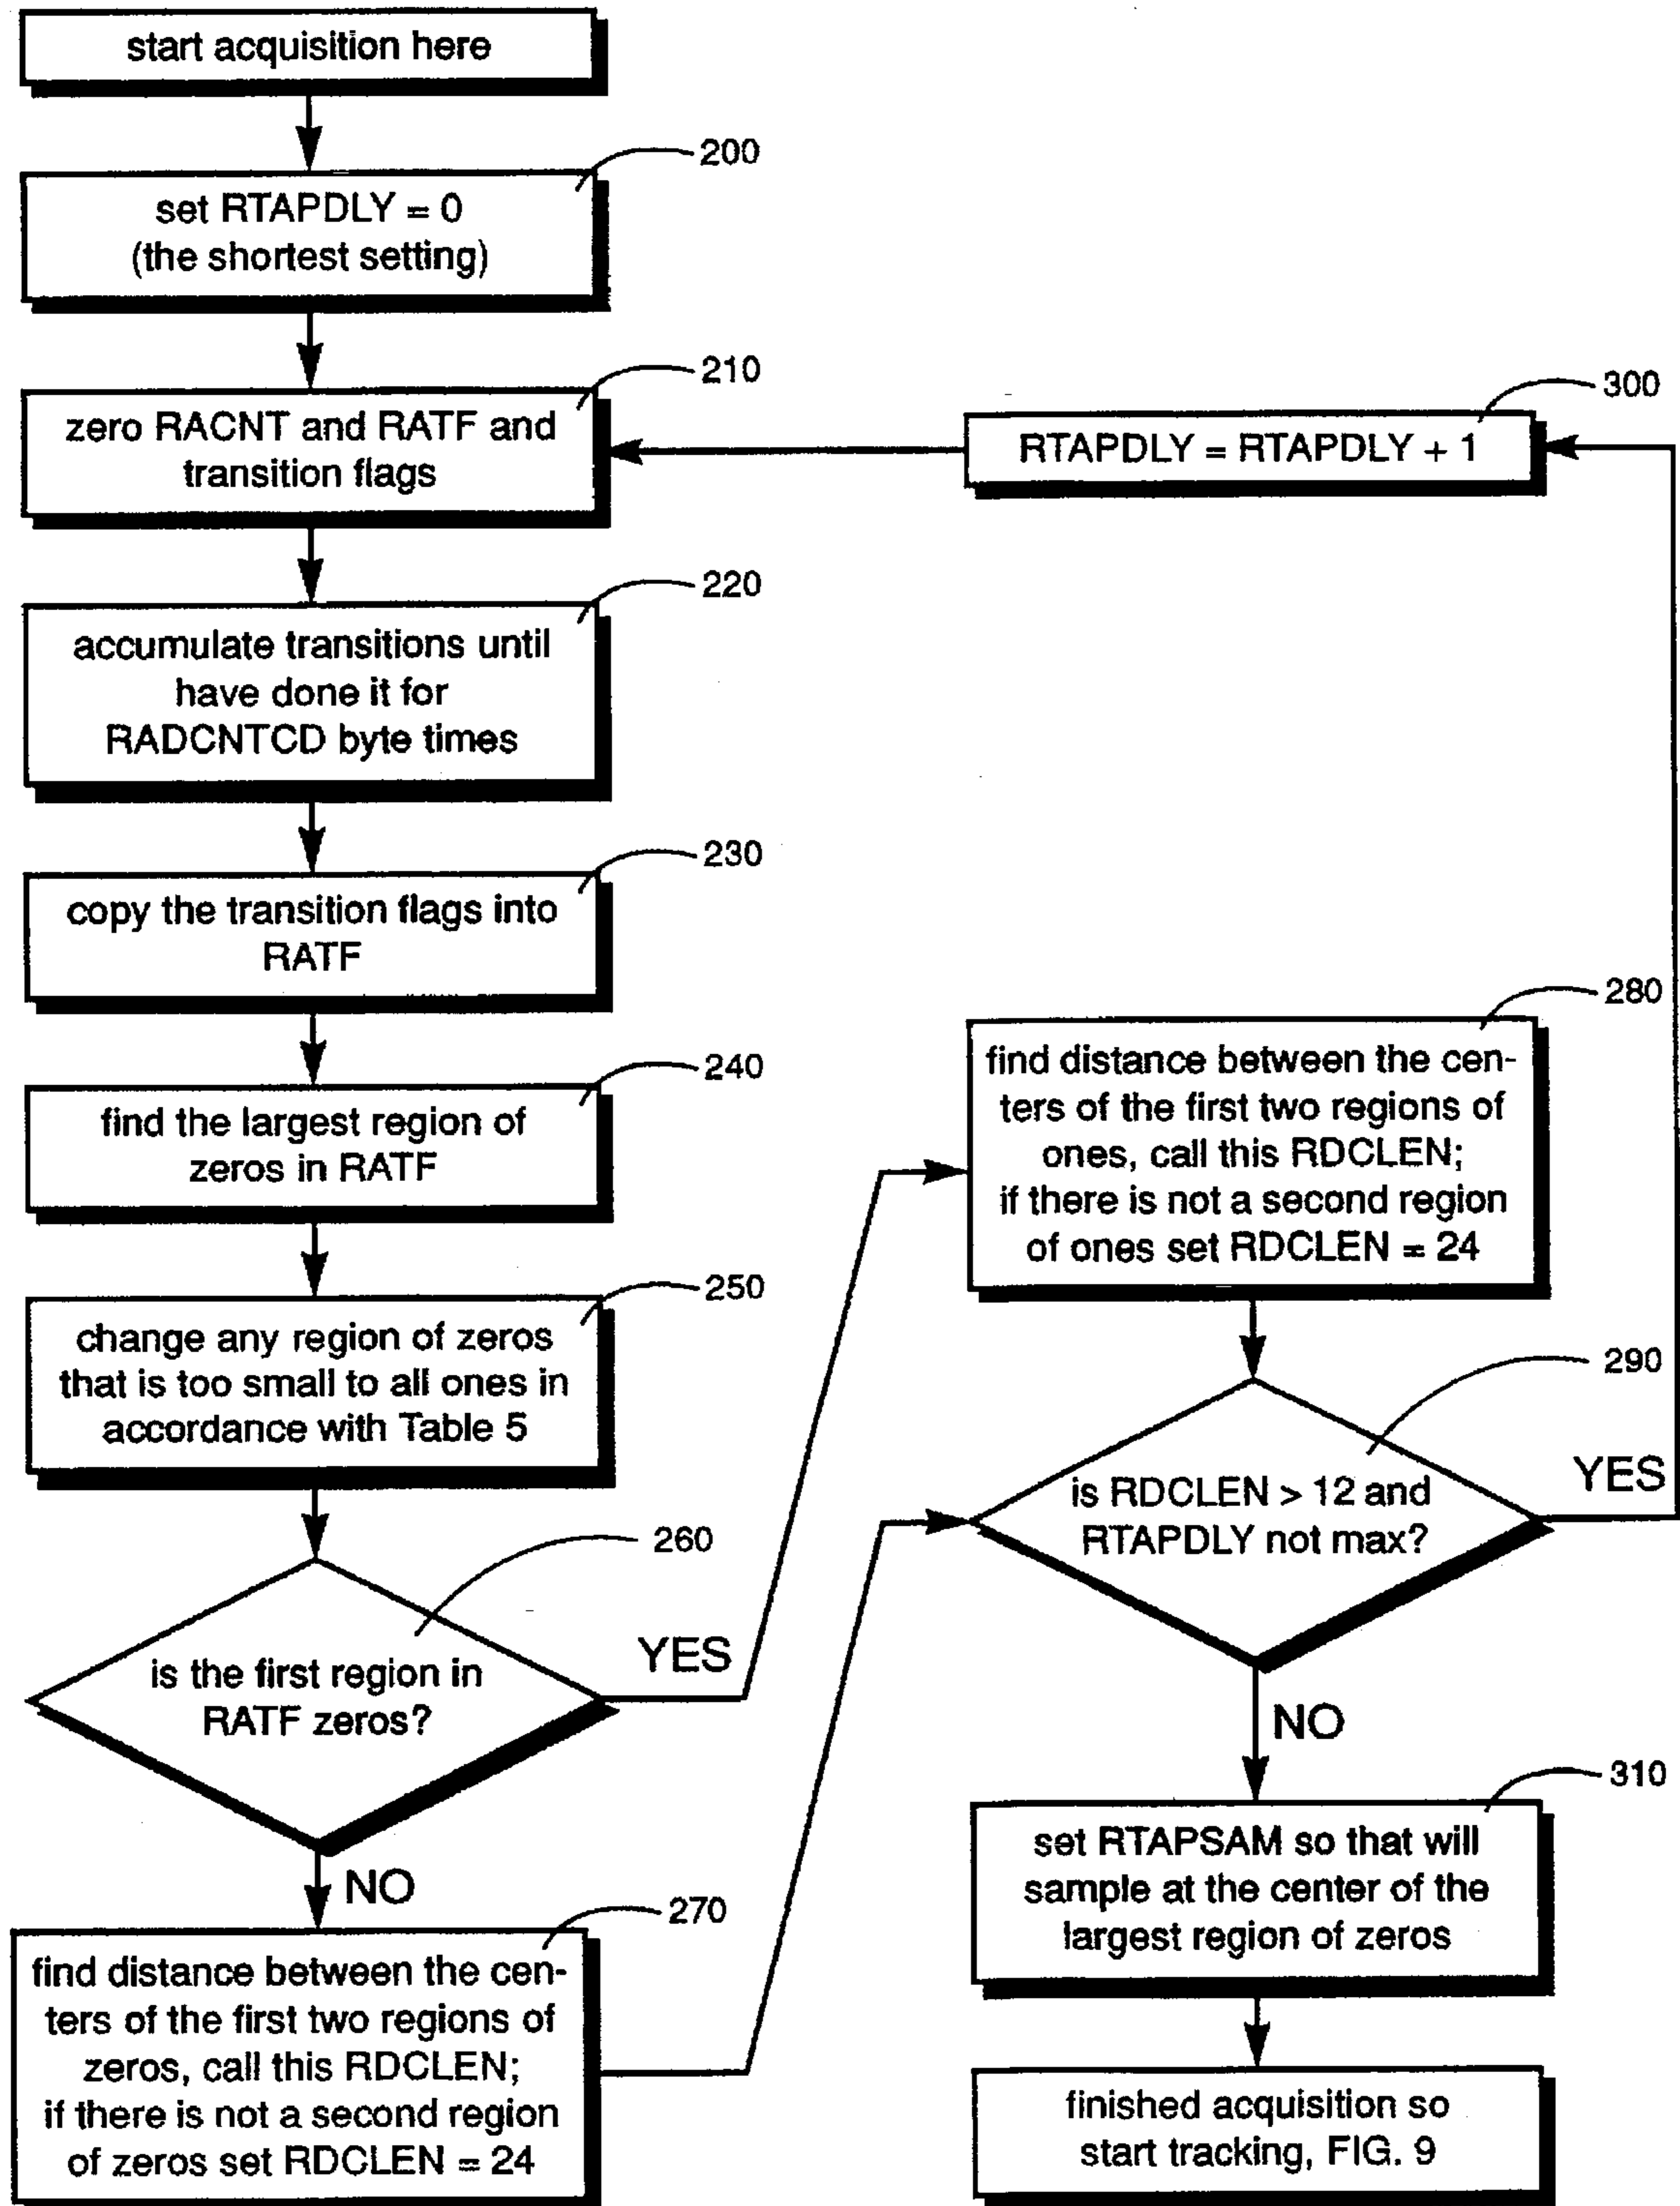 start acquisition here
200
set RTAPDLY = 0
(the shortest setting)
210
zero RACNT and RATF and
transition flags
300
RTAPDLY = RTAPDLY + 1
220
accumulate transitions until
have done it for
RADCNTCD byte times
230
copy the transition flags into
RATF
240
find the largest region of
zeros in RATF
250
change any region of zeros
that is too small to all ones in
accordance with Table 5
260
is the first region in
RATF zeros?
YES
NO
270
find distance between the cen-
ters of the first two regions of
zeros, call this RDCLEN;
if there is not a second region
of zeros set RDCLEN = 24
280
find distance between the cen-
ters of the first two regions of
ones, call this RDCLEN;
if there is not a second region
of ones set RDCLEN = 24
290
is RDCLEN > 12 and
RTAPDLY not max?
YES
NO
310
set RTAPSAM so that will
sample at the center of the
largest region of zeros
finished acquisition so
start tracking, FIG. 9